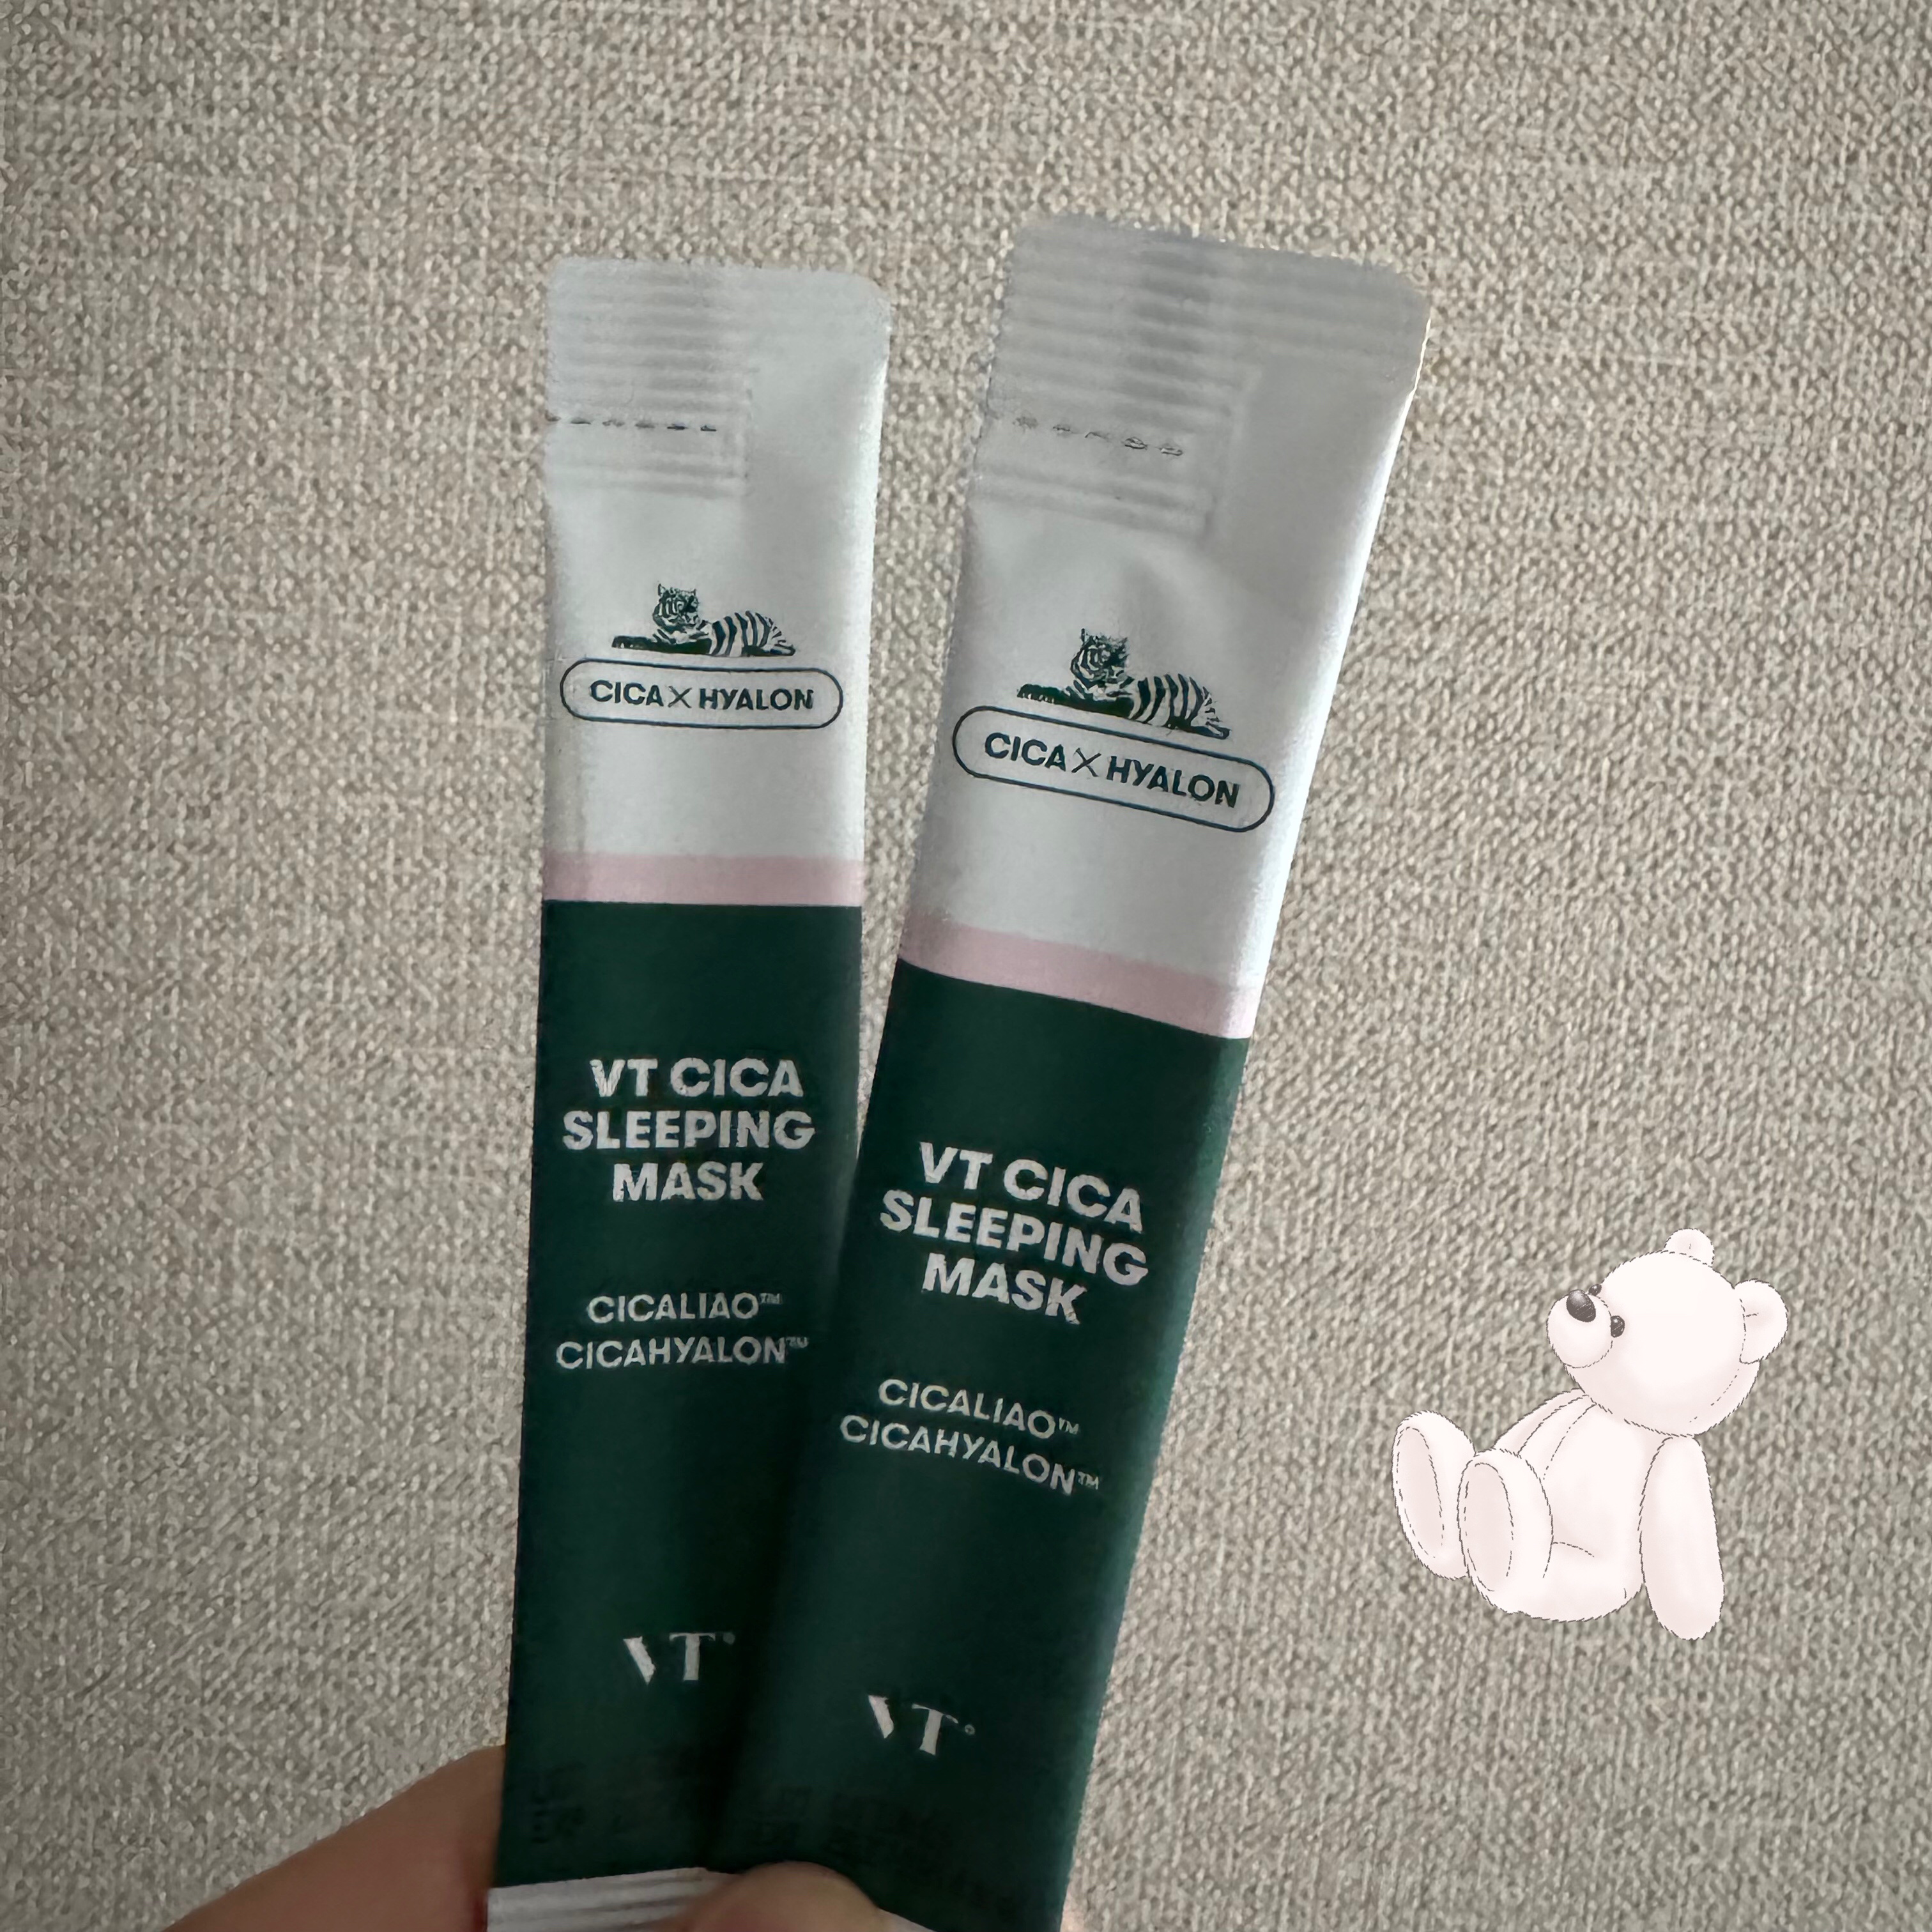 CICA X HYALON
VT CICA
SLEEPING
MASK
CICALIAO™
CICAHYALON™
VT
CICA X HYALON
VT CICA
SLEEPING
MASK
CICALIAO™
CICAHYALON™
VT